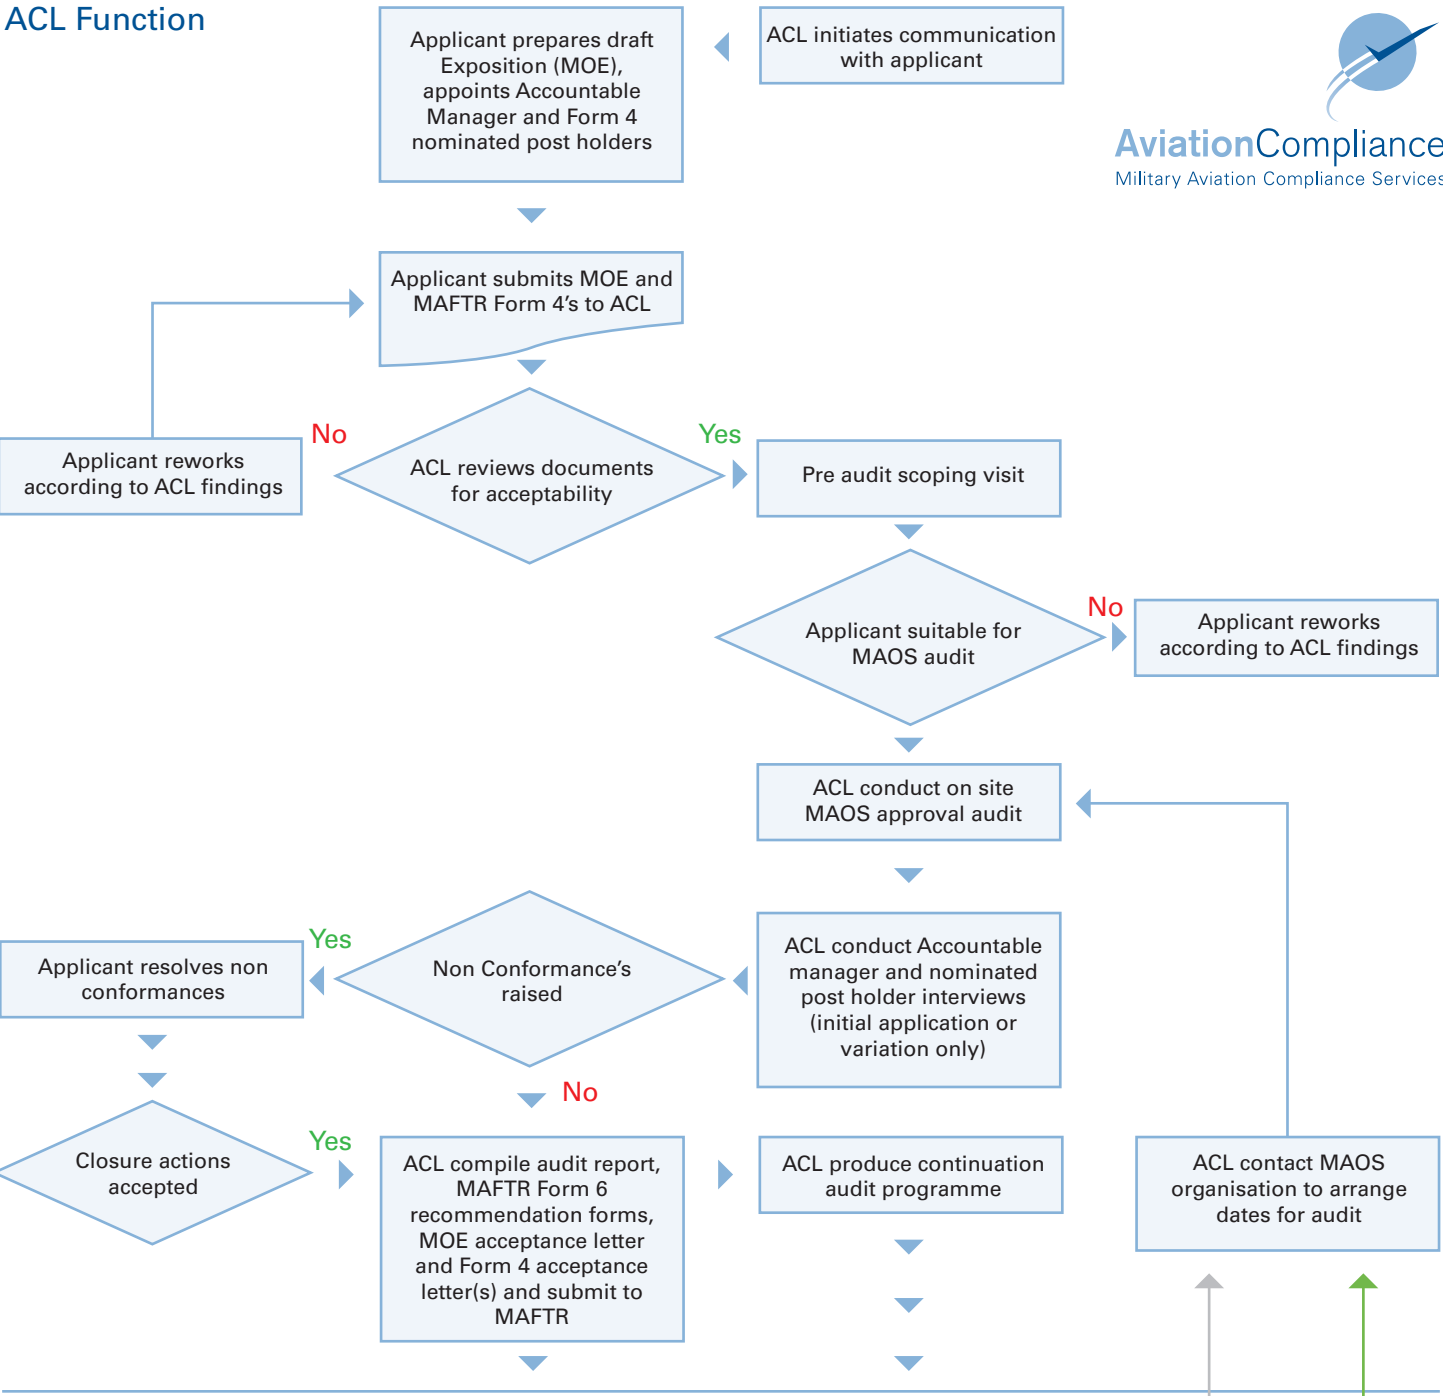 ACL Function
Applicant prepares draft
Exposition (MOE),
appoints Accountable
Manager and Form 4
nominated post holders
ACL initiates communication
with applicant
AviationCompliance
Military Aviation Compliance Services
Applicant submits MOE and
MAFTR Form 4's to ACL
No
Yes
Applicant reworks
according to ACL findings
ACL reviews documents
for acceptability
Pre audit scoping visit
No
Applicant suitable for
MAOS audit
Applicant reworks
according to ACL findings
ACL conduct on site
MAOS approval audit
Yes
Applicant resolves non
conformances
Non Conformance's
raised
ACL conduct Accountable
manager and nominated
post holder interviews
(initial application or
variation only)
No
Yes
Closure actions
accepted
ACL compile audit report,
MAFTR Form 6
recommendation forms,
MOE acceptance letter
and Form 4 acceptance
letter(s) and submit to
MAFTR
ACL produce continuation
audit programme
ACL contact MAOS
organisation to arrange
dates for audit